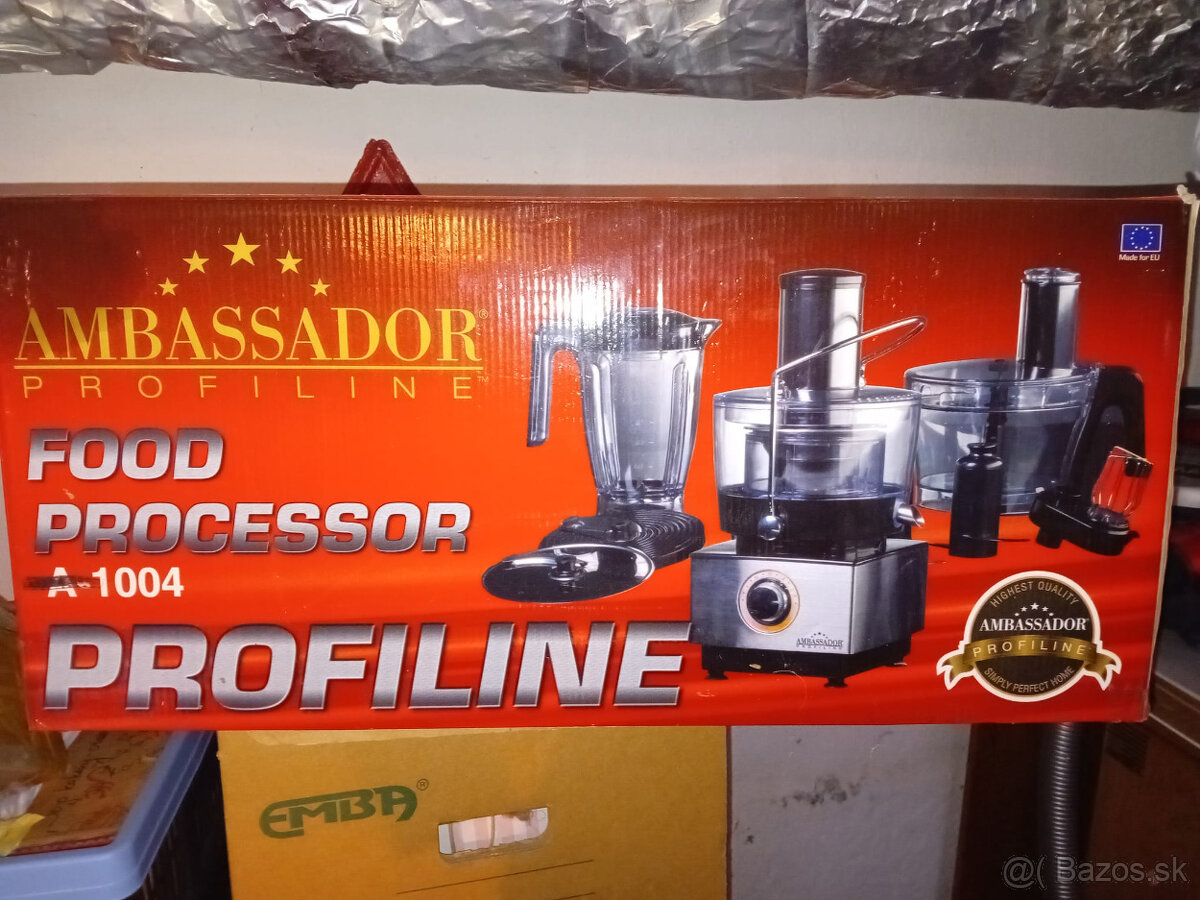 AMBASSADOR®
PROFILINE™
FOOD
PROCESSOR
A-1004
PROFILINE
Made for EU
AMBASSADOR
PROFILINE
HIGHEST QUALITY
AMBASSADOR®
PROFILINE
SIMPLY PERFECT HOME
EMBA®
@( Bazos.sk